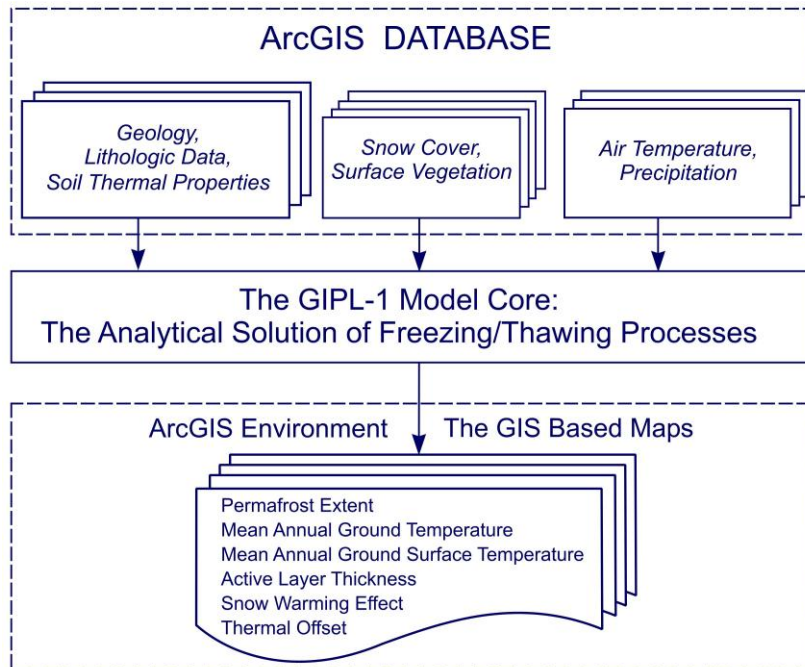 ArcGIS DATABASE
Geology,
Lithologic Data,
Soil Thermal Properties
Snow Cover,
Surface Vegetation
Air Temperature,
Precipitation
The GIPL-1 Model Core:
The Analytical Solution of Freezing/Thawing Processes
ArcGIS Environment
The GIS Based Maps
Permafrost Extent
Mean Annual Ground Temperature
Mean Annual Ground Surface Temperature
Active Layer Thickness
Snow Warming Effect
Thermal Offset